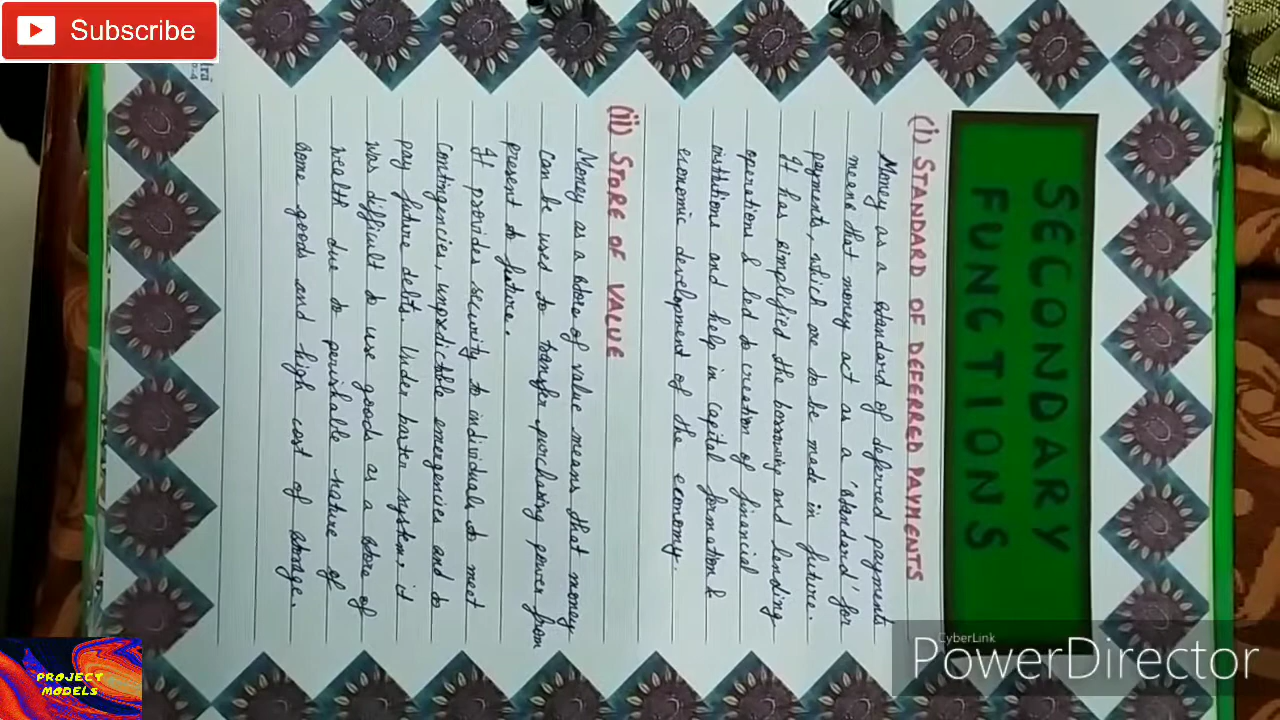 Subscribe
SECONDARY
FUNCTIONS
(i) STANDARD OF DEFERRED PAYMENTS
Money as a standard of deferred payments
means that money act as a 'standard' for
payments, which are to be made in future.
It has simplified the borrowing and lending
operations & led to creation of financial
institutions and help in capital formation &
economic development of the economy.
(ii) STORE OF VALUE
Money as a store of value means that money
can be used to transfer purchasing power from
present to future.
It provides security to individuals to meet
contingencies, unpredictable emergencies and to
pay future debts. Under barter system, it
was difficult to use goods as a store of
wealth due to perishable nature of
some goods and high cost of storage.
PROJECT
MODELS
CyberLink
PowerDirector